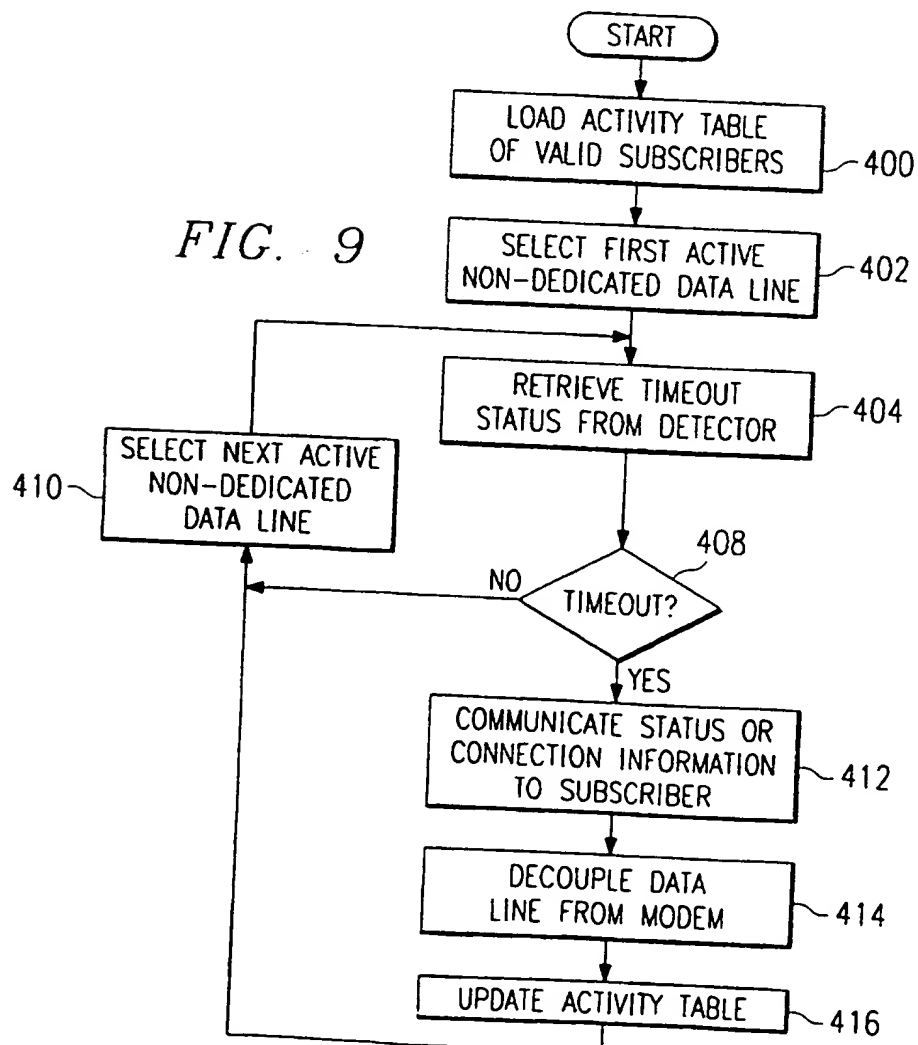 START
LOAD ACTIVITY TABLE
OF VALID SUBSCRIBERS
400
FIG. 9
SELECT FIRST ACTIVE
NON-DEDICATED DATA LINE
402
RETRIEVE TIMEOUT
STATUS FROM DETECTOR
404
SELECT NEXT ACTIVE
NON-DEDICATED
DATA LINE
410
408
NO
TIMEOUT?
YES
COMMUNICATE STATUS OR
CONNECTION INFORMATION
TO SUBSCRIBER
412
DECOUPLE DATA
LINE FROM MODEM
414
UPDATE ACTIVITY TABLE
416